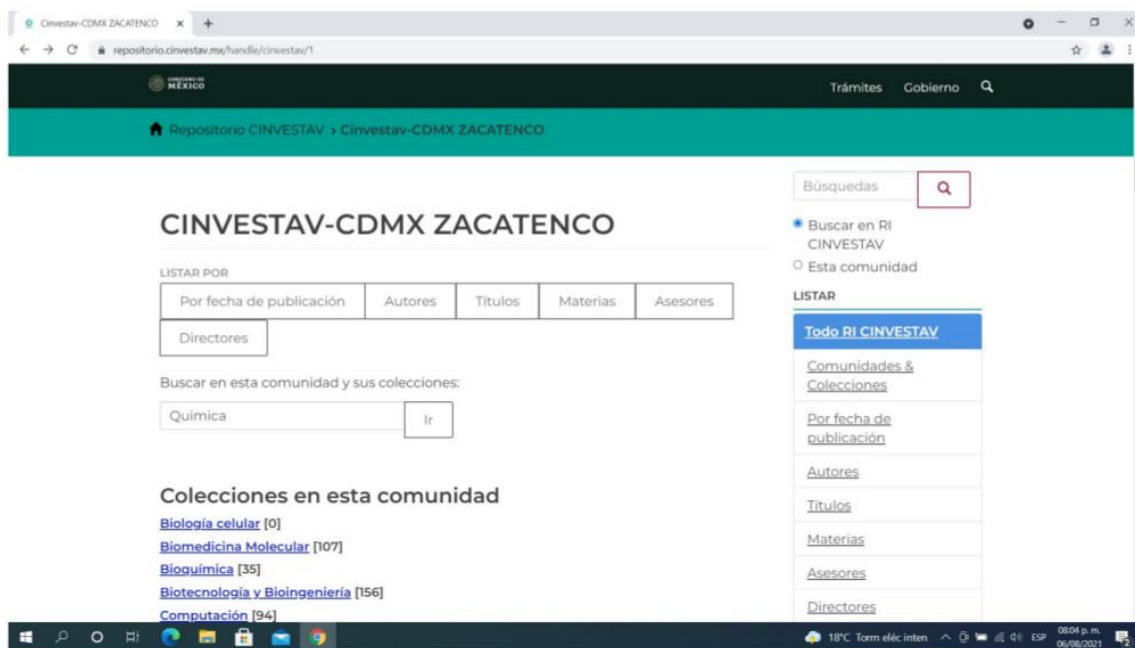 Cinvestav-CDMX ZACATENCO
repositorio.cinvestav.mx/handle/cinvestav/1
GOBIERNO DE
MÉXICO
Trámites Gobierno
Repositorio CINVESTAV › Cinvestav-CDMX ZACATENCO
Búsquedas
Buscar en RI
CINVESTAV
Esta comunidad
CINVESTAV-CDMX ZACATENCO
LISTAR POR
Por fecha de publicación Autores Títulos Materias Asesores
Directores
Buscar en esta comunidad y sus colecciones:
Quimica Ir
Colecciones en esta comunidad
Biología celular [0]
Biomedicina Molecular [107]
Bioquímica [35]
Biotecnología y Bioingeniería [156]
Computación [94]
LISTAR
Todo RI CINVESTAV
Comunidades &
Colecciones
Por fecha de
publicación
Autores
Títulos
Materias
Asesores
Directores
18°C Torm eléc inten ESP 08:04 p. m.
06/08/2021